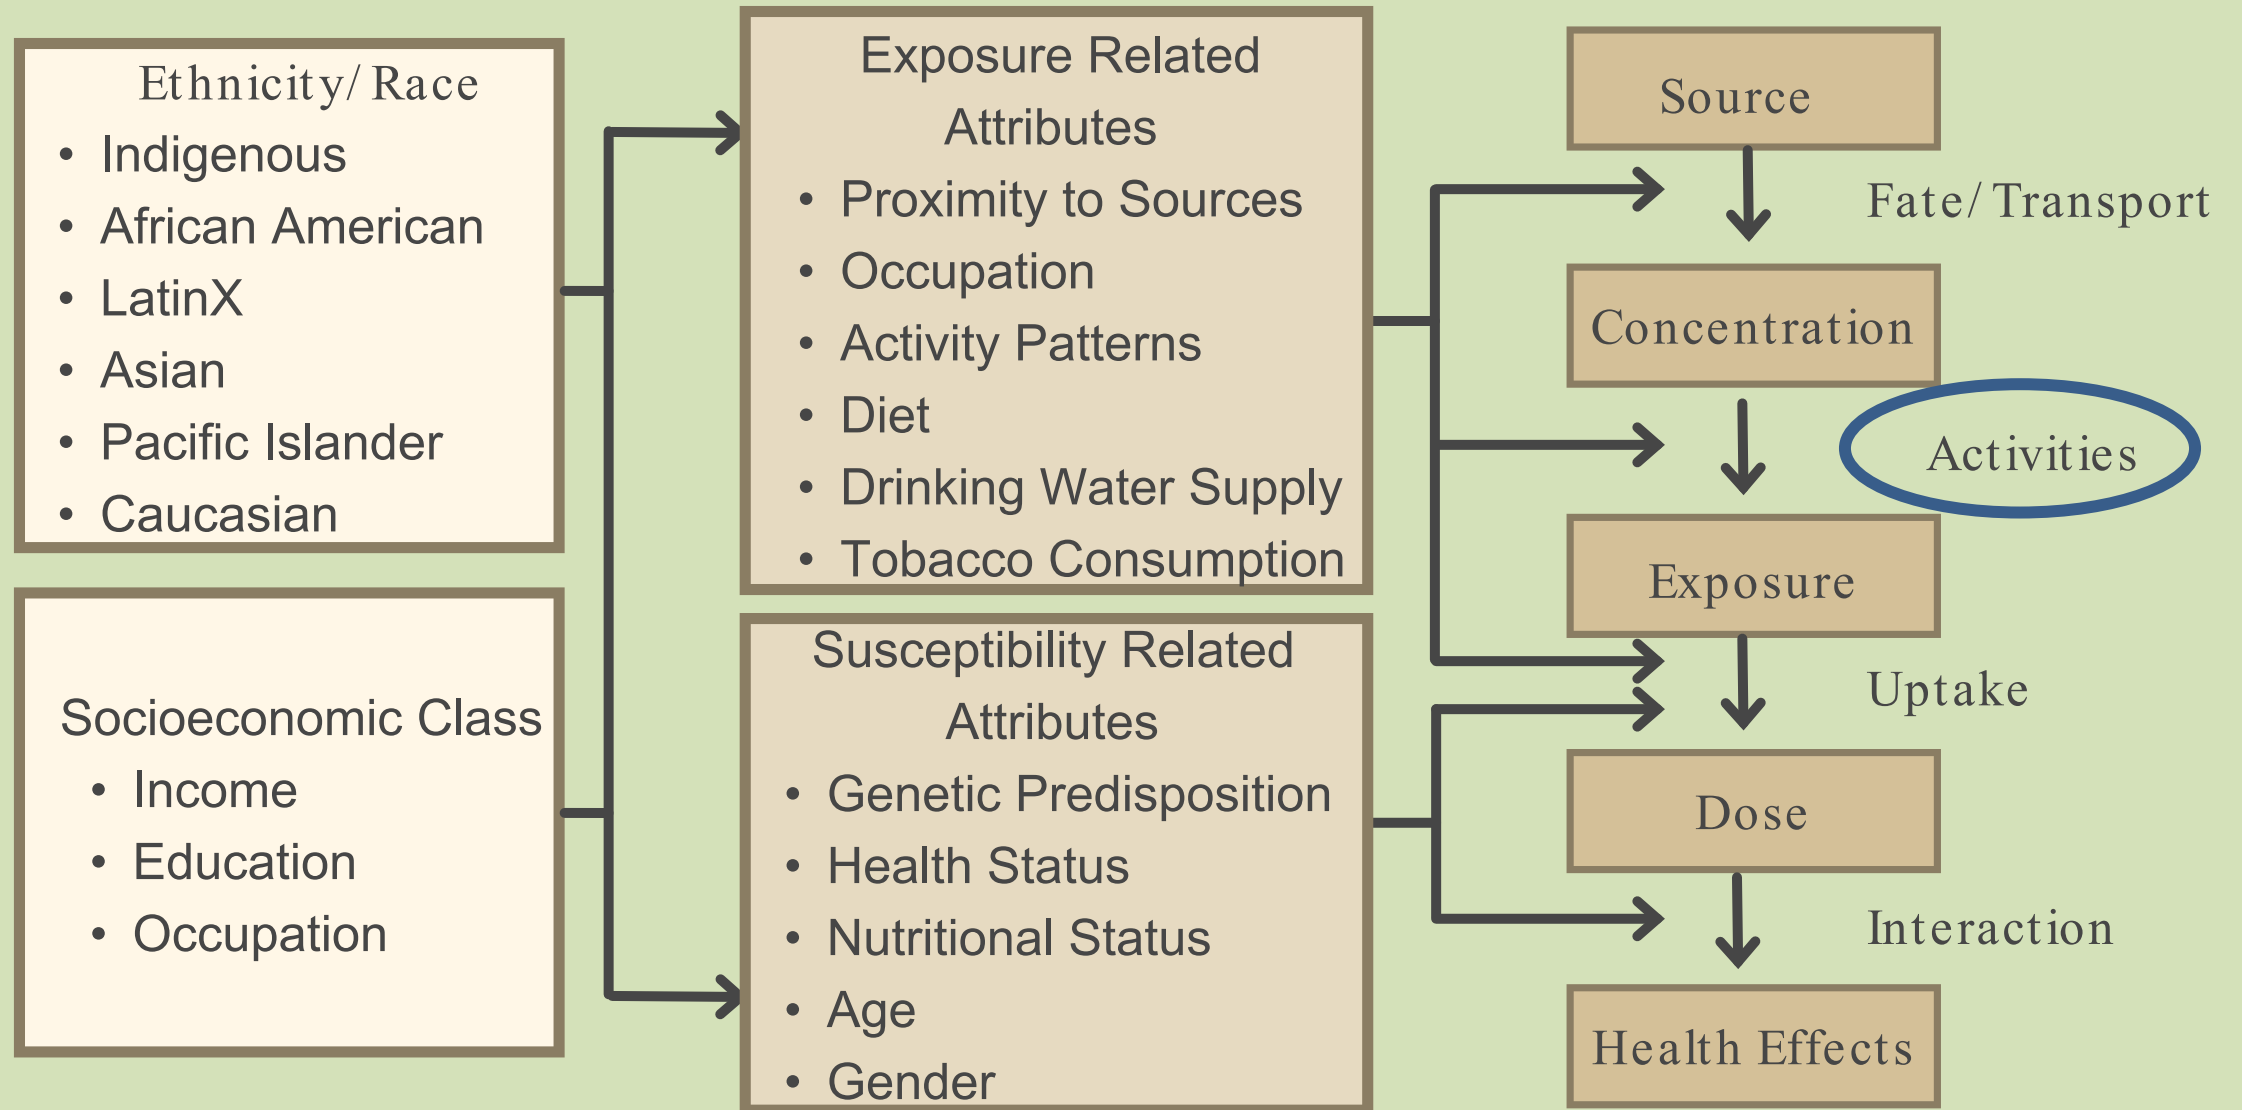 Ethnicity/Race
• Indigenous
• African American
• LatinX
• Asian
• Pacific Islander
• Caucasian
Socioeconomic Class
• Income
• Education
• Occupation
Exposure Related
Attributes
• Proximity to Sources
• Occupation
• Activity Patterns
• Diet
• Drinking Water Supply
• Tobacco Consumption
Susceptibility Related
Attributes
• Genetic Predisposition
• Health Status
• Nutritional Status
• Age
• Gender
Source
Fate/Transport
Concentration
Activities
Exposure
Uptake
Dose
Interaction
Health Effects